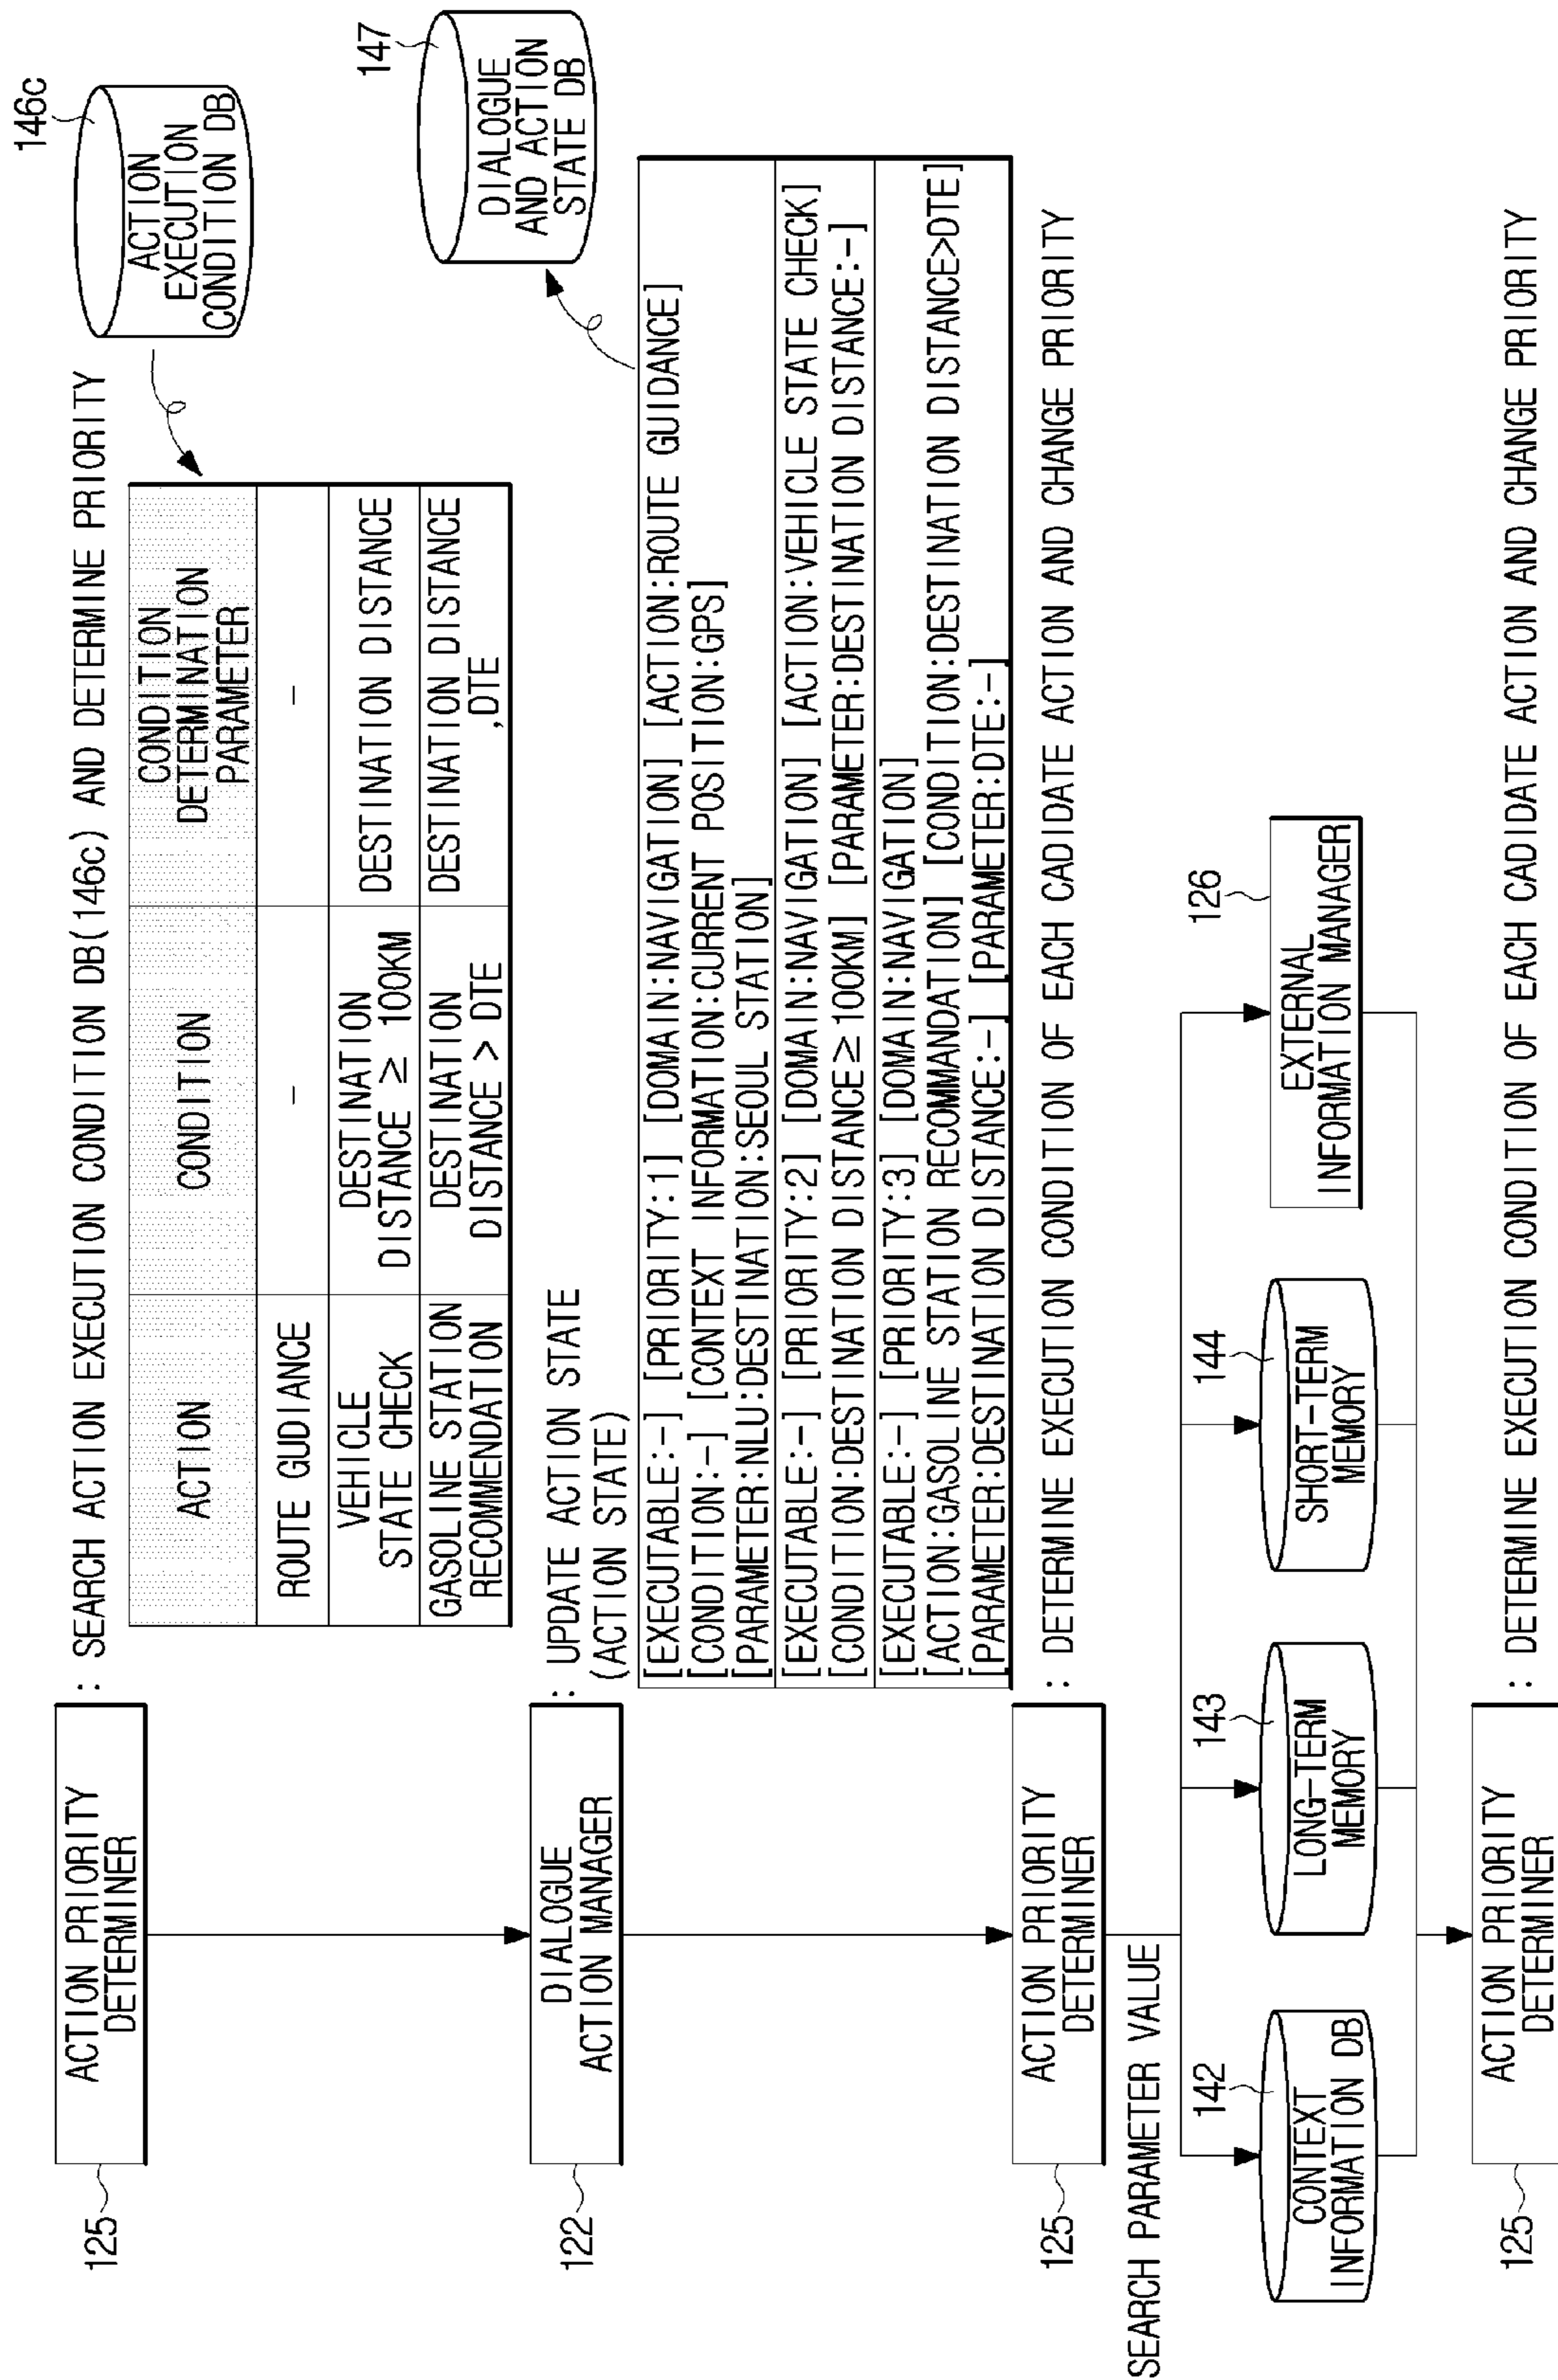 125
ACTION PRIORITY
DETERMINER
: SEARCH ACTION EXECUTION CONDITION DB(146c) AND DETERMINE PRIORITY
146c
ACTION
EXECUTION
CONDITION DB
ACTION
CONDITION
CONDITION
DETERMINATION
PARAMETER
ROUTE GUDIANCE
-
-
VEHICLE
STATE CHECK
DESTINATION
DISTANCE ≥ 100KM
DESTINATION DISTANCE
GASOLINE STATION
RECOMMENDATION
DESTINATION
DISTANCE > DTE
DESTINATION DISTANCE
,DTE
122
DIALOGUE
ACTION MANAGER
: UPDATE ACTION STATE
(ACTION STATE)
147
DIALOGUE
AND ACTION
STATE DB
[EXECUTABLE:-] [PRIORITY:1] [DOMAIN:NAVIGATION] [ACTION:ROUTE GUIDANCE]
[CONDITION:-] [CONTEXT INFORMATION:CURRENT POSITION:GPS]
[PARAMETER:NLU:DESTINATION:SEOUL STATION]
[EXECUTABLE:-] [PRIORITY:2] [DOMAIN:NAVIGATION] [ACTION:VEHICLE STATE CHECK]
[CONDITION:DESTINATION DISTANCE≥100KM] [PARAMETER:DESTINATION DISTANCE:-]
[EXECUTABLE:-] [PRIORITY:3] [DOMAIN:NAVIGATION]
[ACTION:GASOLINE STATION RECOMMANDATION] [CONDITION:DESTINATION DISTANCE>DTE]
[PARAMETER:DESTINATION DISTANCE:-] [PARAMETER:DTE:-]
125
ACTION PRIORITY
DETERMINER
: DETERMINE EXECUTION CONDITION OF EACH CADIDATE ACTION AND CHANGE PRIORITY
SEARCH PARAMETER VALUE
142
CONTEXT
INFORMATION DB
143
LONG-TERM
MEMORY
144
SHORT-TERM
MEMORY
126
EXTERNAL
INFORMATION MANAGER
125
ACTION PRIORITY
DETERMINER
: DETERMINE EXECUTION CONDITION OF EACH CADIDATE ACTION AND CHANGE PRIORITY